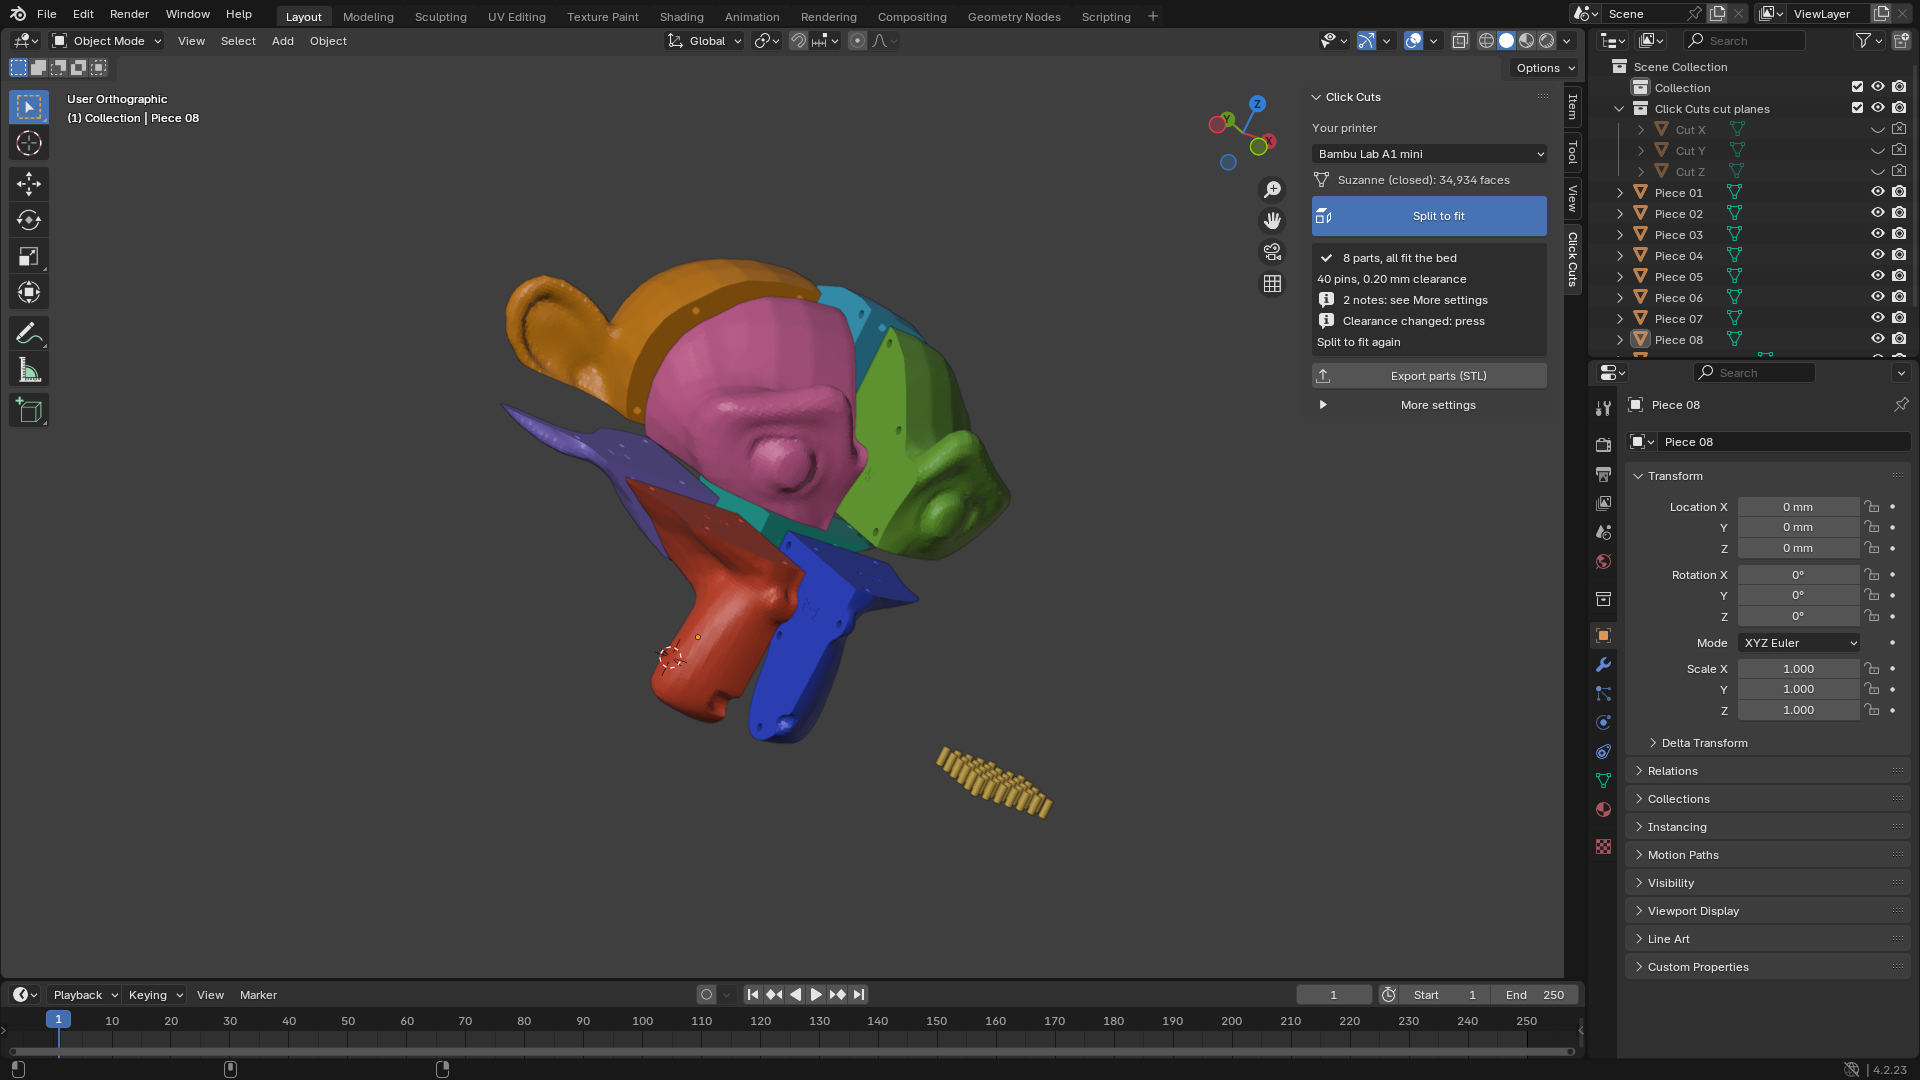 File Edit Render Window Help
Layout Modeling Sculpting UV Editing Texture Paint Shading Animation Rendering Compositing Geometry Nodes Scripting
Scene
ViewLayer
Object Mode View Select Add Object
Global
Search
Options
User Orthographic
(1) Collection | Piece 08
Z
Y
X
Click Cuts
Your printer
Bambu Lab A1 mini
Suzanne (closed): 34,934 faces
Split to fit
8 parts, all fit the bed
40 pins, 0.20 mm clearance
2 notes: see More settings
Clearance changed: press
Split to fit again
Export parts (STL)
More settings
Item
Tool
View
Click Cuts
Scene Collection
Collection
Click Cuts cut planes
Cut X
Cut Y
Cut Z
Piece 01
Piece 02
Piece 03
Piece 04
Piece 05
Piece 06
Piece 07
Piece 08
Search
Piece 08
Piece 08
Transform
Location X 0 mm
Y 0 mm
Z 0 mm
Rotation X 0°
Y 0°
Z 0°
Mode XYZ Euler
Scale X 1.000
Y 1.000
Z 1.000
Delta Transform
Relations
Collections
Instancing
Motion Paths
Visibility
Viewport Display
Line Art
Custom Properties
Playback Keying View Marker
1 Start 1 End 250
1 10 20 30 40 50 60 70 80 90 100 110 120 130 140 150 160 170 180 190 200 210 220 230 240 250
4.2.23